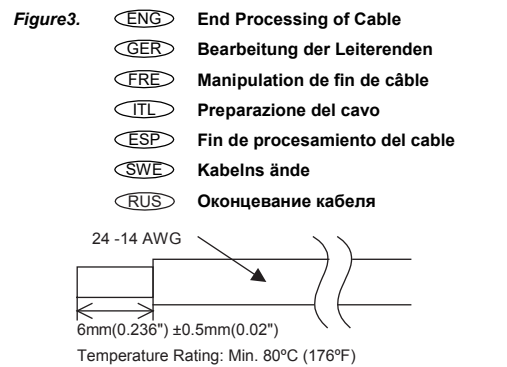 Figure3. ENG End Processing of Cable
GER Bearbeitung der Leiterenden
FRE Manipulation de fin de câble
ITL Preparazione del cavo
ESP Fin de procesamiento del cable
SWE Kabelns ände
RUS Оконцевание кабеля
24 -14 AWG
6mm(0.236") ±0.5mm(0.02")
Temperature Rating: Min. 80ºC (176ºF)